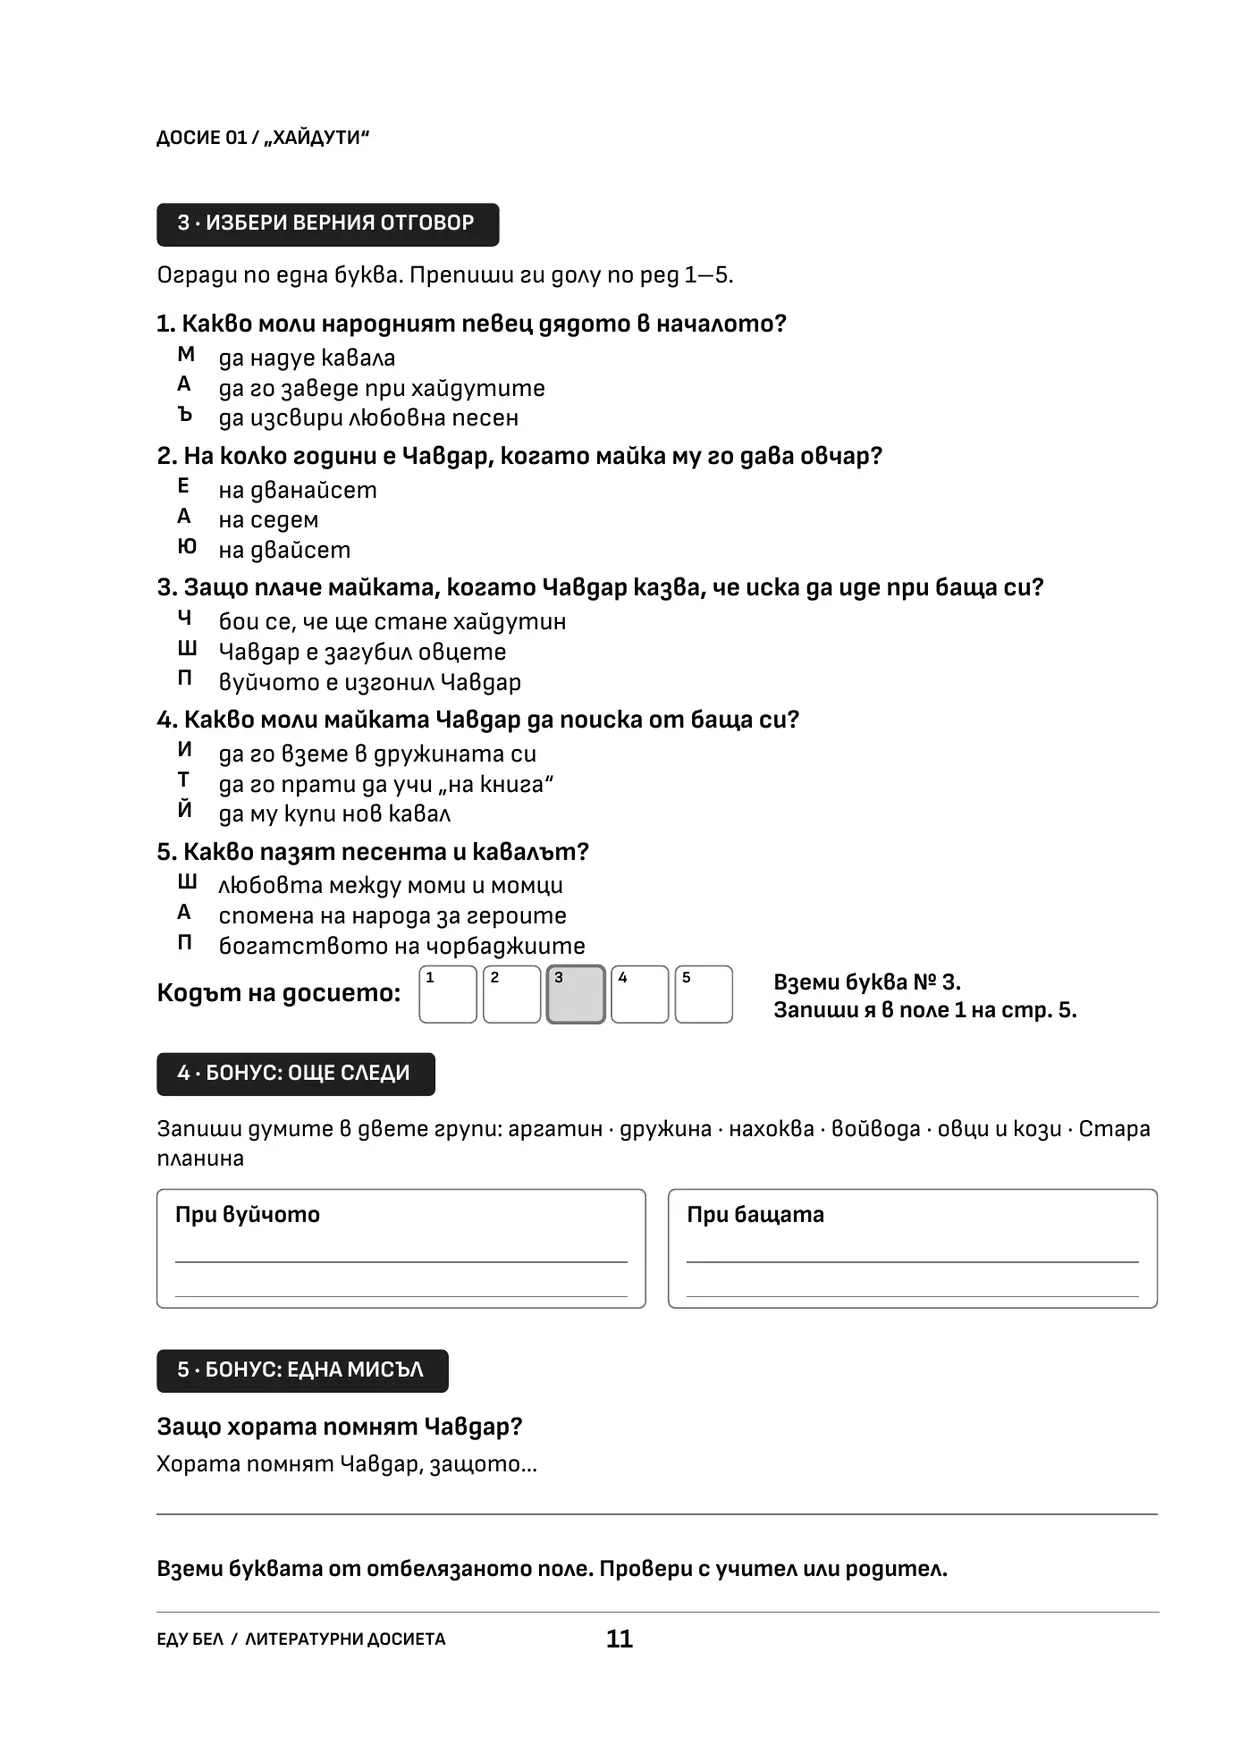 ДОСИЕ 01 / „ХАЙДУТИ“
3 · ИЗБЕРИ ВЕРНИЯ ОТГОВОР
Огради по една буква. Препиши ги долу по ред 1–5.
1. Какво моли народният певец дядото в началото?
М да надуе кавала
А да го заведе при хайдутите
Ъ да изсвири любовна песен
2. На колко години е Чавдар, когато майка му го дава овчар?
Е на дванайсет
А на седем
Ю на двайсет
3. Защо плаче майката, когато Чавдар казва, че иска да иде при баща си?
Ч бои се, че ще стане хайдутин
Ш Чавдар е загубил овцете
П вуйчото е изгонил Чавдар
4. Какво моли майката Чавдар да поиска от баща си?
И да го вземе в дружината си
Т да го прати да учи „на книга“
Й да му купи нов кавал
5. Какво пазят песента и кавалът?
Ш любовта между моми и момци
А спомена на народа за героите
П богатството на чорбаджиите
Кодът на досието: 1 2 3 4 5
Вземи буква № 3.
Запиши я в поле 1 на стр. 5.
4 · БОНУС: ОЩЕ СЛЕДИ
Запиши думите в двете групи: аргатин · дружина · нахоква · войвода · овци и кози · Стара
планина
При вуйчото
При бащата
5 · БОНУС: ЕДНА МИСЪЛ
Защо хората помнят Чавдар?
Хората помнят Чавдар, защото…
Вземи буквата от отбелязаното поле. Провери с учител или родител.
ЕДУ БЕЛ / ЛИТЕРАТУРНИ ДОСИЕТА
11